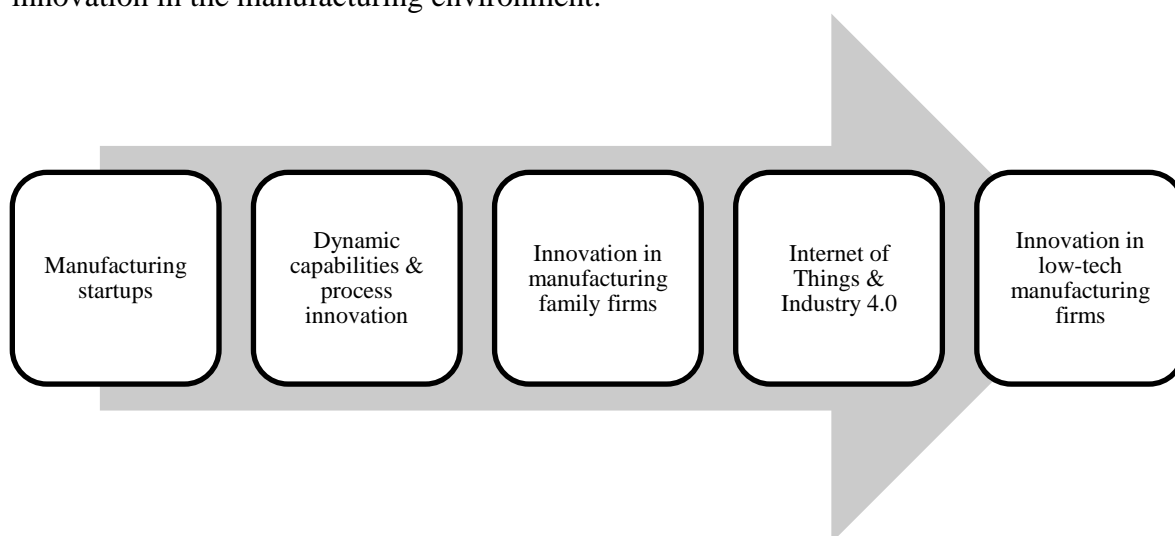 innovation in the manufacturing environment.
Manufacturing
startups
Dynamic
capabilities &
process
innovation
Innovation in
manufacturing
family firms
Internet of
Things &
Industry 4.0
Innovation in
low-tech
manufacturing
firms